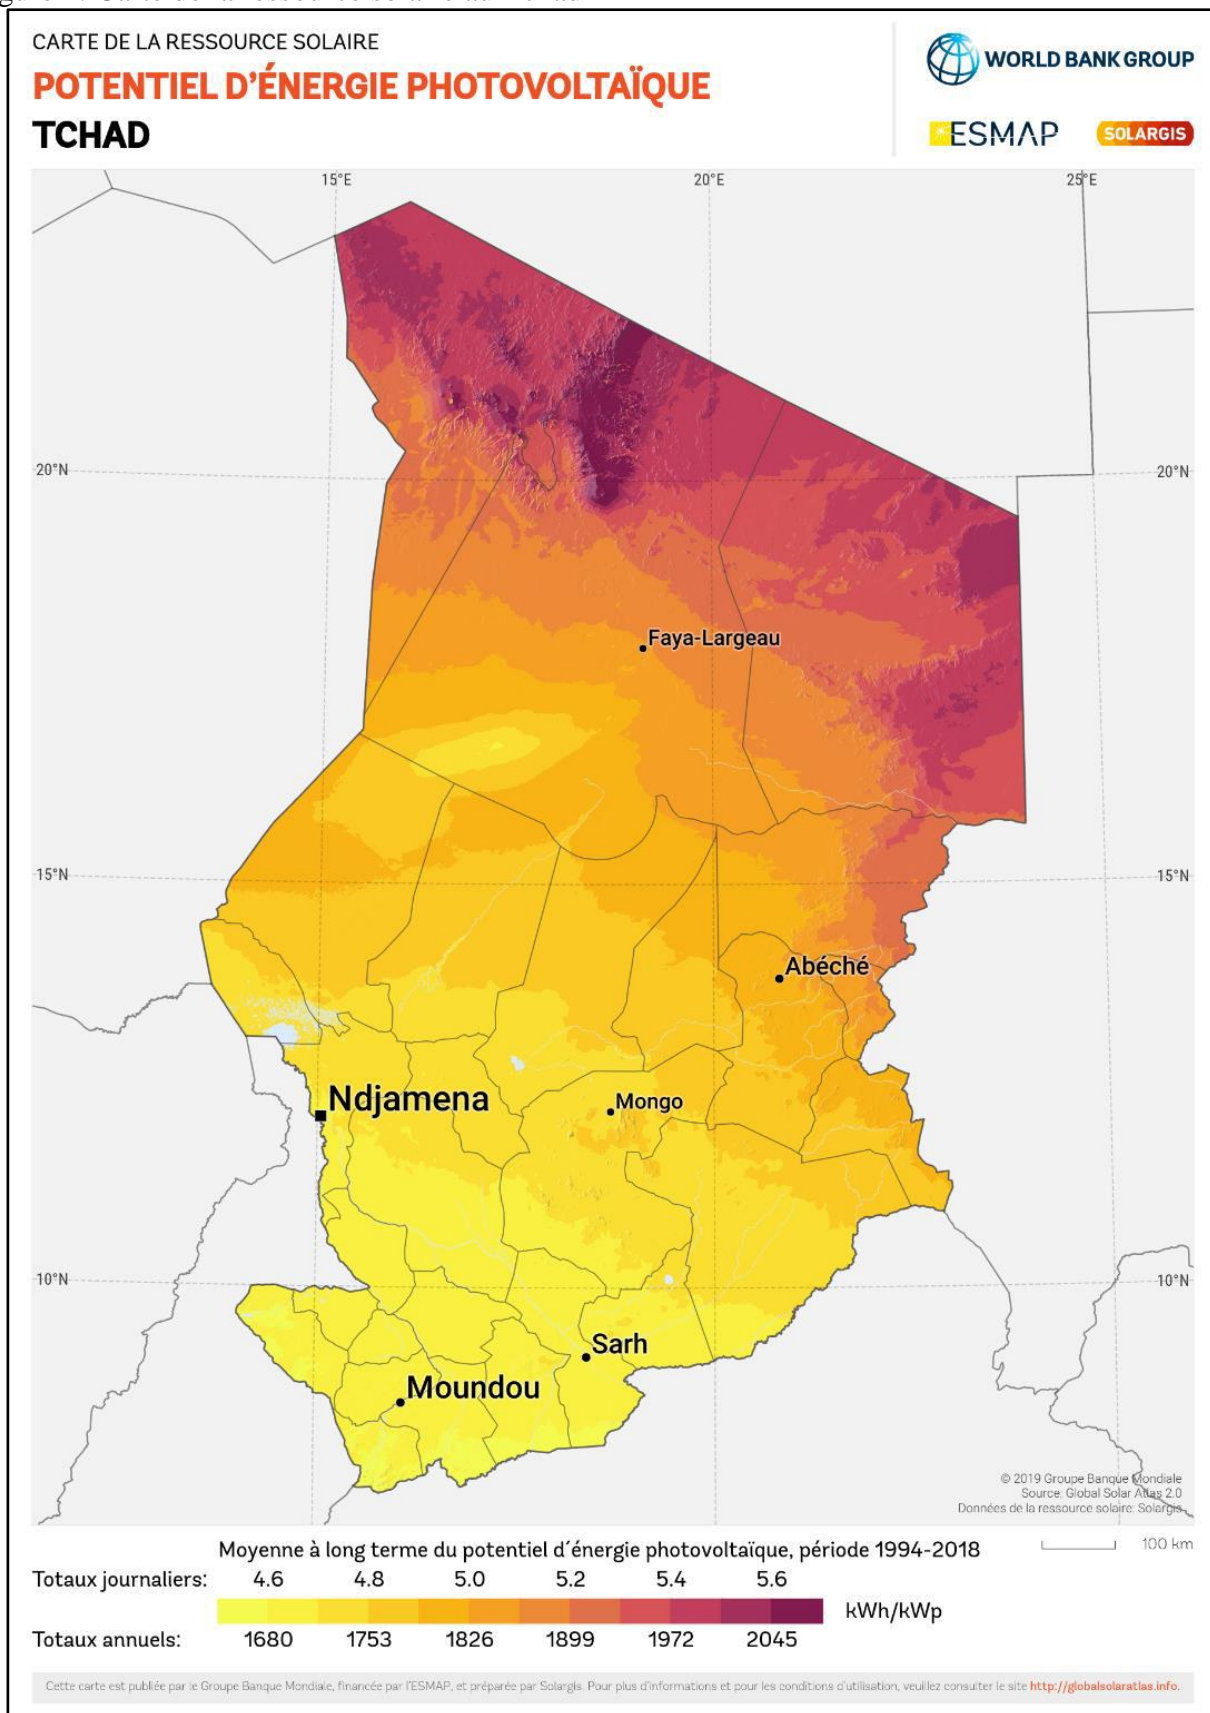 CARTE DE LA RESSOURCE SOLAIRE
POTENTIEL D'ÉNERGIE PHOTOVOLTAÏQUE
TCHAD
WORLD BANK GROUP
ESMAP
SOLARGIS
15°E 20°E 25°E
20°N 20°N
Faya-Largeau
15°N 15°N
Abéché
Ndjamena
Mongo
10°N 10°N
Sarh
Moundou
© 2019 Groupe Banque Mondiale
Source: Global Solar Atlas 2.0
Données de la ressource solaire: Solargis
Moyenne à long terme du potentiel d´énergie photovoltaïque, période 1994-2018
100 km
Totaux journaliers: 4.6 4.8 5.0 5.2 5.4 5.6
kWh/kWp
Totaux annuels: 1680 1753 1826 1899 1972 2045
Cette carte est publiée par le Groupe Banque Mondiale, financée par l'ESMAP, et préparée par Solargis. Pour plus d'informations et pour les conditions d'utilisation, veuillez consulter le site http://globalsolaratlas.info.